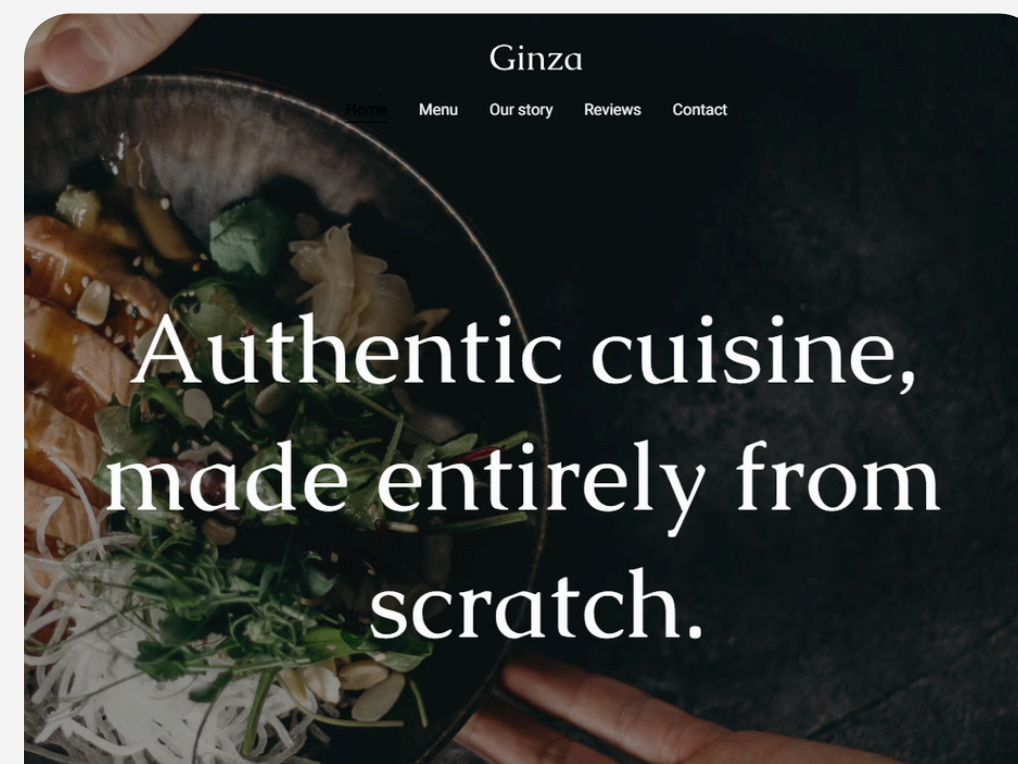 Ginza
Home Menu Our story Reviews Contact
Authentic cuisine,
made entirely from
scratch.